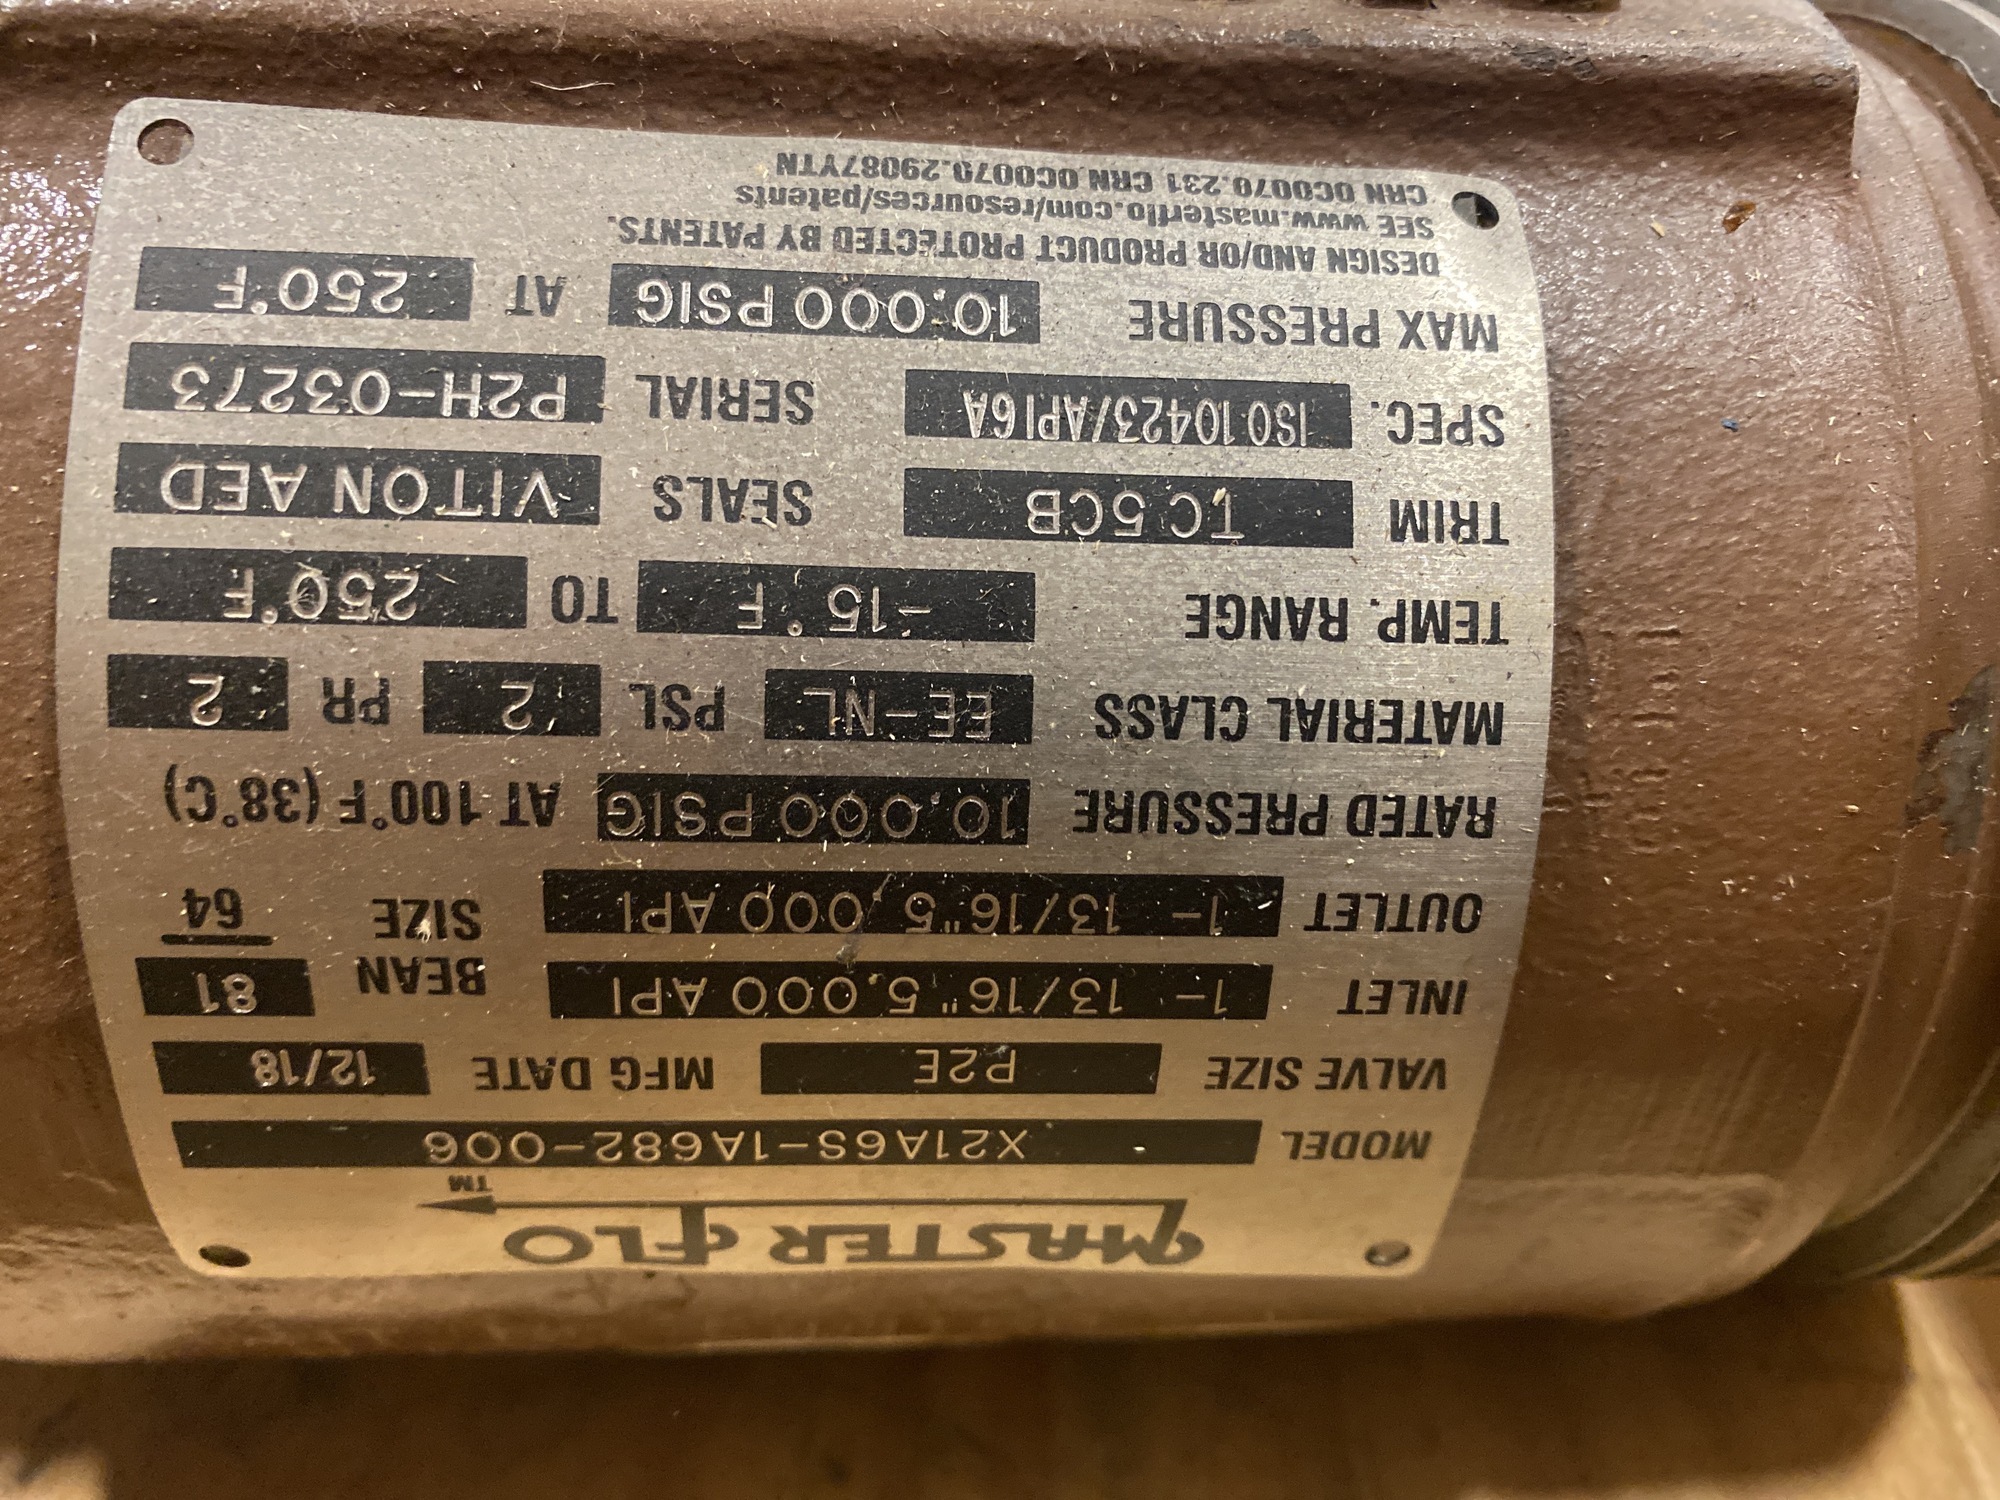 MASTER FLO TM
MODEL X21A6S-1A682-006
VALVE SIZE P2E MFG DATE 12/18
INLET 1- 13/16" 5,000 API BEAN SIZE 81/64
OUTLET 1- 13/16" 5,000 API
RATED PRESSURE 10,000 PSIG AT 100°F (38°C)
MATERIAL CLASS EE-NL PSL 2 PR 2
TEMP. RANGE -15°F TO 250°F
TRIM TC 5CB SEALS VITON AED
SPEC. ISO 10423/API 6A SERIAL P2H-03273
MAX PRESSURE 10,000 PSIG AT 250°F
DESIGN AND/OR PRODUCT PROTECTED BY PATENTS.
SEE www.masterflo.com/resources/patents
CRN 0C0070.231 CRN 0C0070.29087YTN